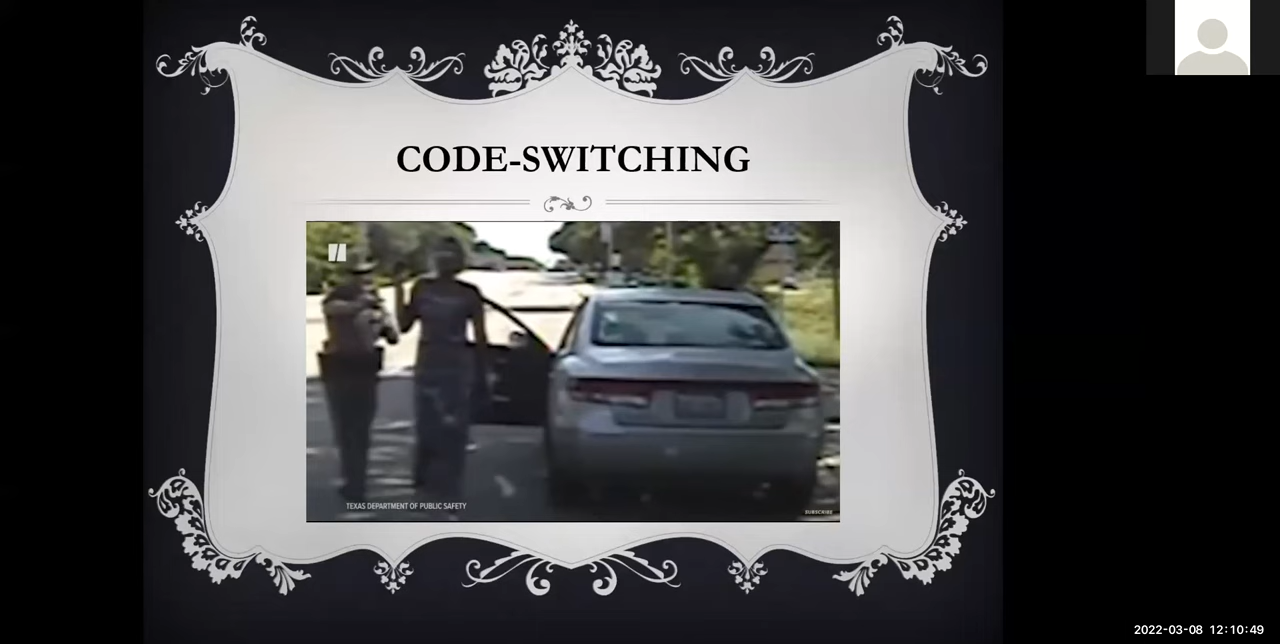 CODE-SWITCHING
TEXAS DEPARTMENT OF PUBLIC SAFETY
SUBSCRIBE
2022-03-08 12:10:49